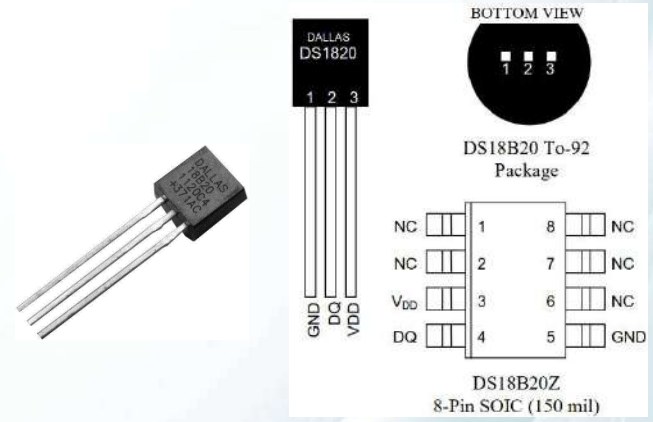 DALLAS
18B20
1120C4
+371AC
DALLAS
DS1820
1 2 3
GND
DQ
VDD
BOTTOM VIEW
1 2 3
DS18B20 To-92
Package
NC 1 8 NC
NC 2 7 NC
VDD 3 6 NC
DQ 4 5 GND
DS18B20Z
8-Pin SOIC (150 mil)